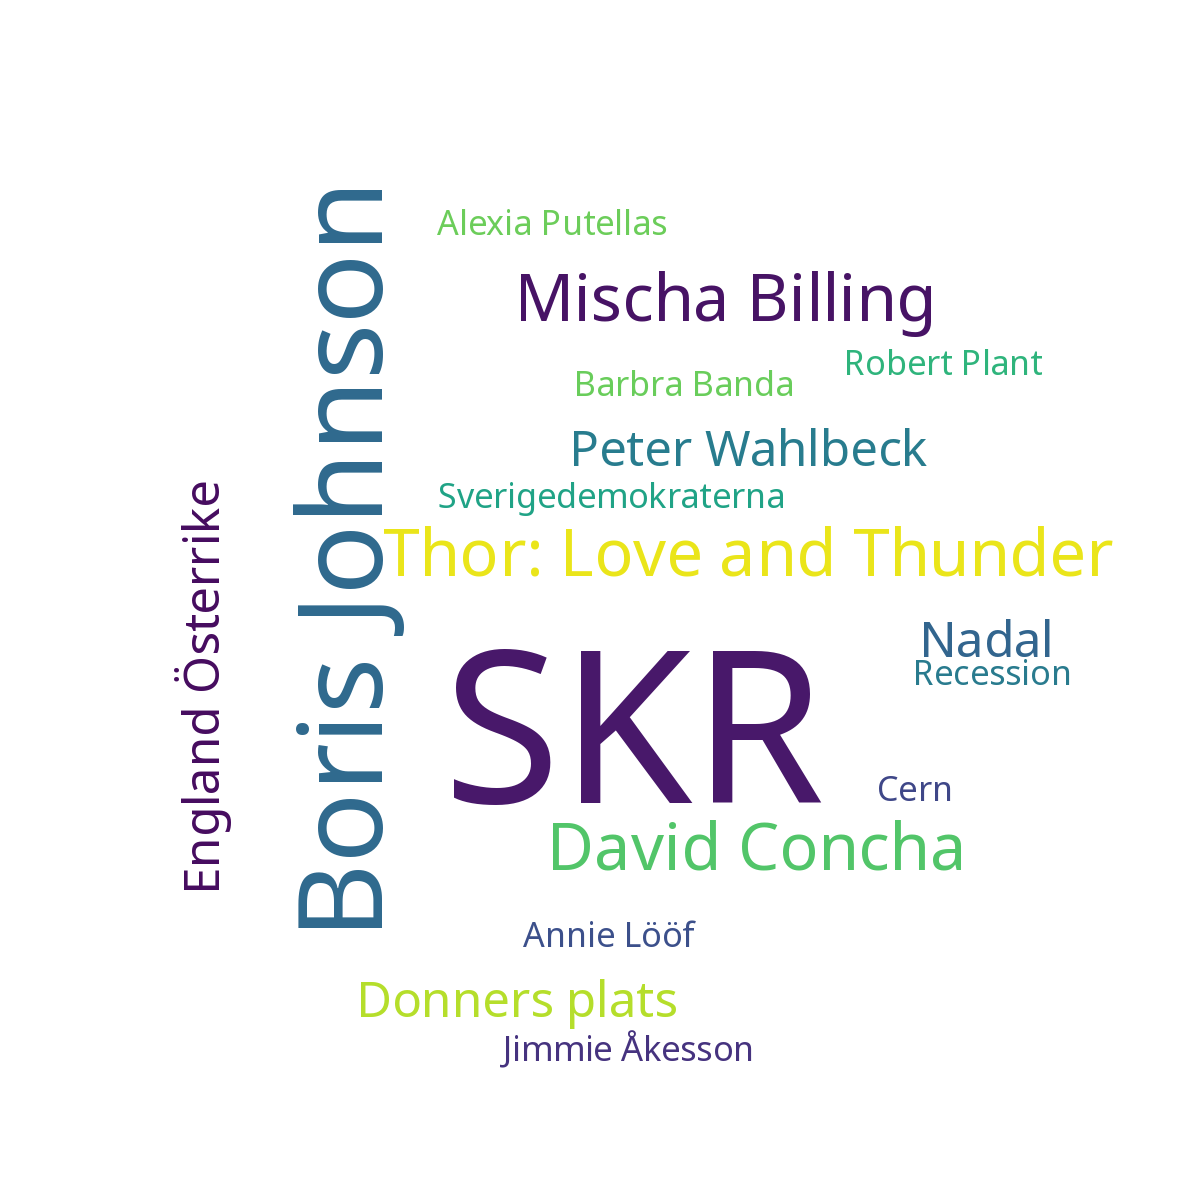 Alexia Putellas
Mischa Billing
Robert Plant
Barbra Banda
Peter Wahlbeck
Sverigedemokraterna
Thor: Love and Thunder
Boris Johnson
England Österrike
Nadal
Recession
SKR
Cern
David Concha
Annie Lööf
Donners plats
Jimmie Åkesson